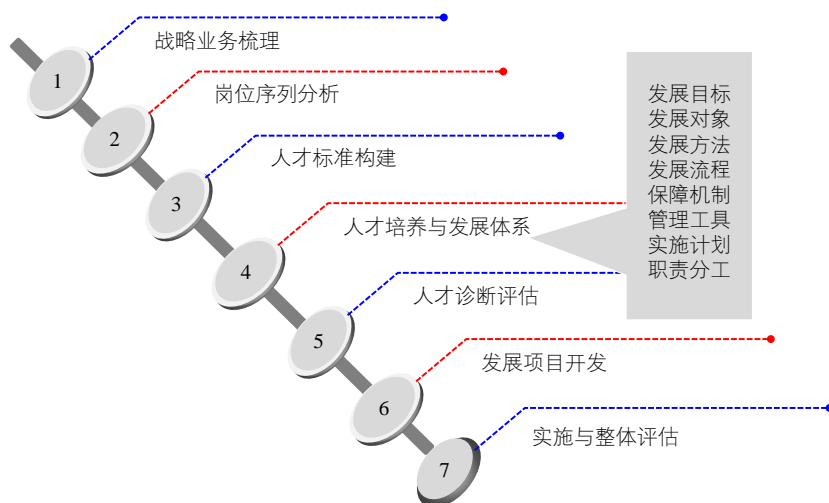 1
战略业务梳理
2
岗位序列分析
3
人才标准构建
4
人才培养与发展体系
5
人才诊断评估
6
发展项目开发
7
实施与整体评估
发展目标
发展对象
发展方法
发展流程
保障机制
管理工具
实施计划
职责分工